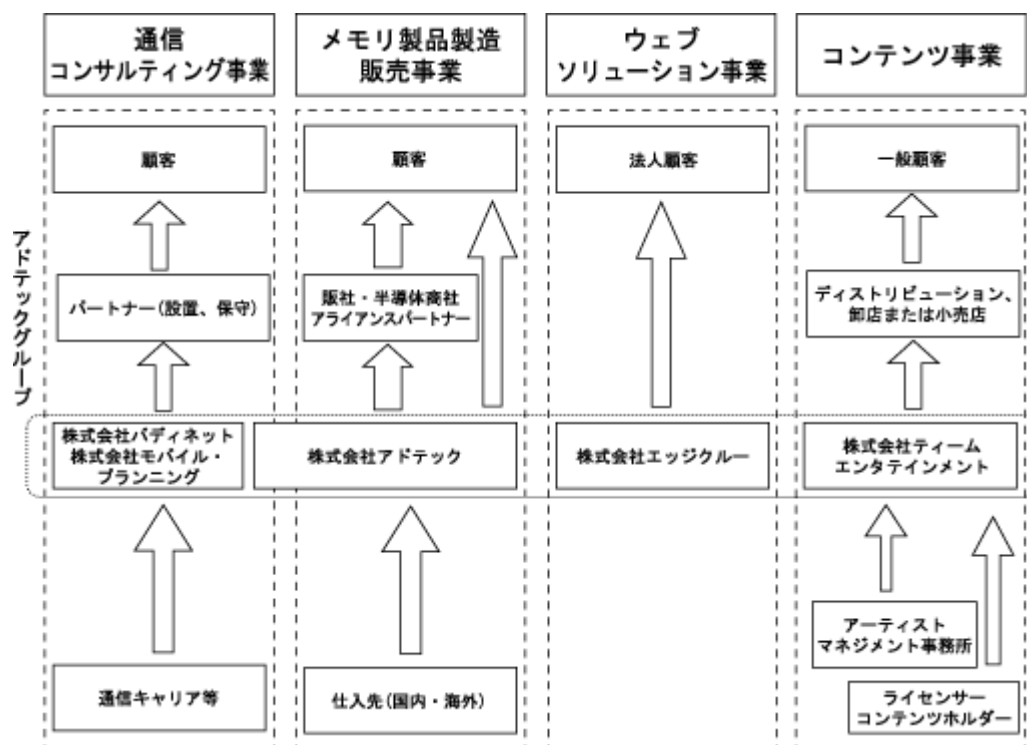 通信
コンサルティング事業
メモリ製品製造
販売事業
ウェブ
ソリューション事業
コンテンツ事業
顧客
顧客
法人顧客
一般顧客
アドテックグループ
パートナー(設置、保守)
販社・半導体商社
アライアンスパートナー
ディストリビューション、
卸店または小売店
株式会社バディネット
株式会社モバイル・
プランニング
株式会社アドテック
株式会社エッジクルー
株式会社ティーム
エンタテインメント
アーティスト
マネジメント事務所
通信キャリア等
仕入先(国内・海外)
ライセンサー
コンテンツホルダー